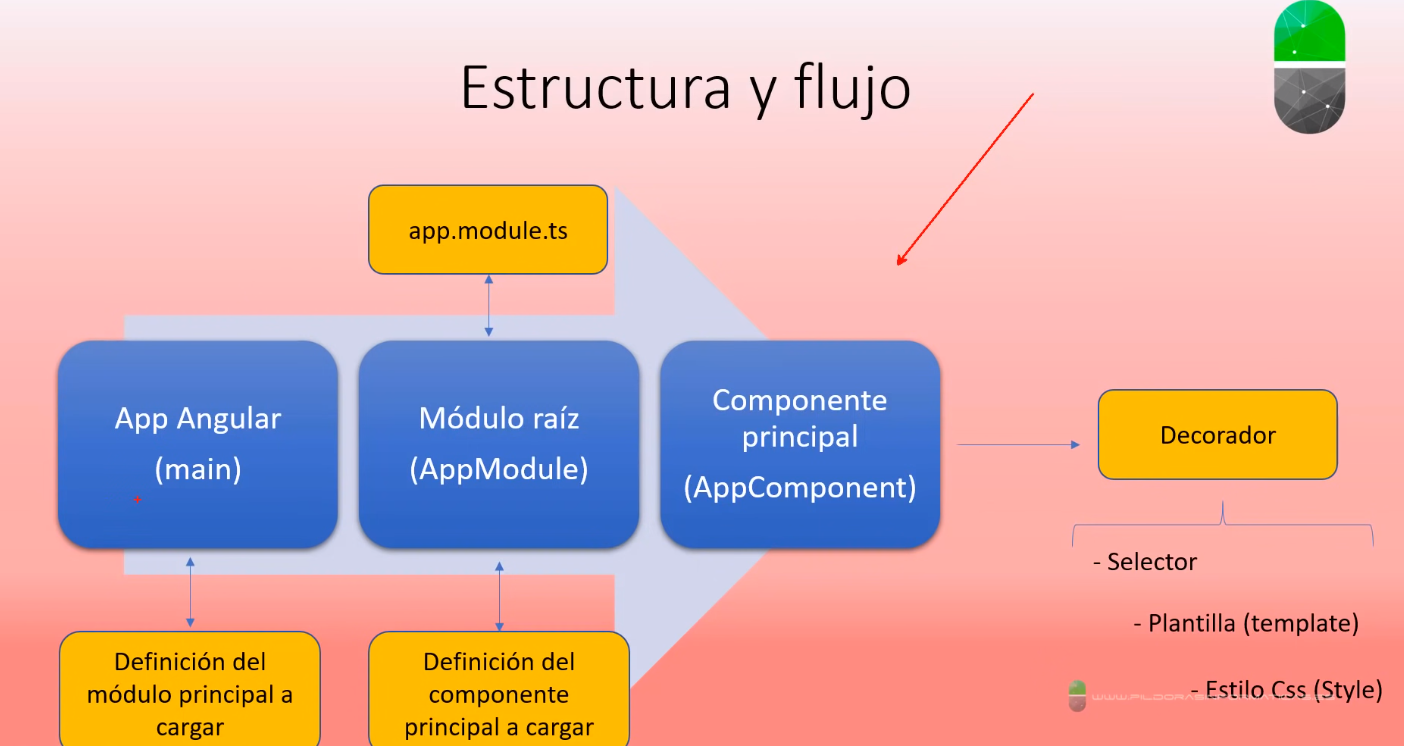 Estructura y flujo
app.module.ts
App Angular
(main)
Módulo raíz
(AppModule)
Componente
principal
(AppComponent)
Decorador
- Selector
- Plantilla (template)
- Estilo Css (Style)
Definición del
módulo principal a
cargar
Definición del
componente
principal a cargar